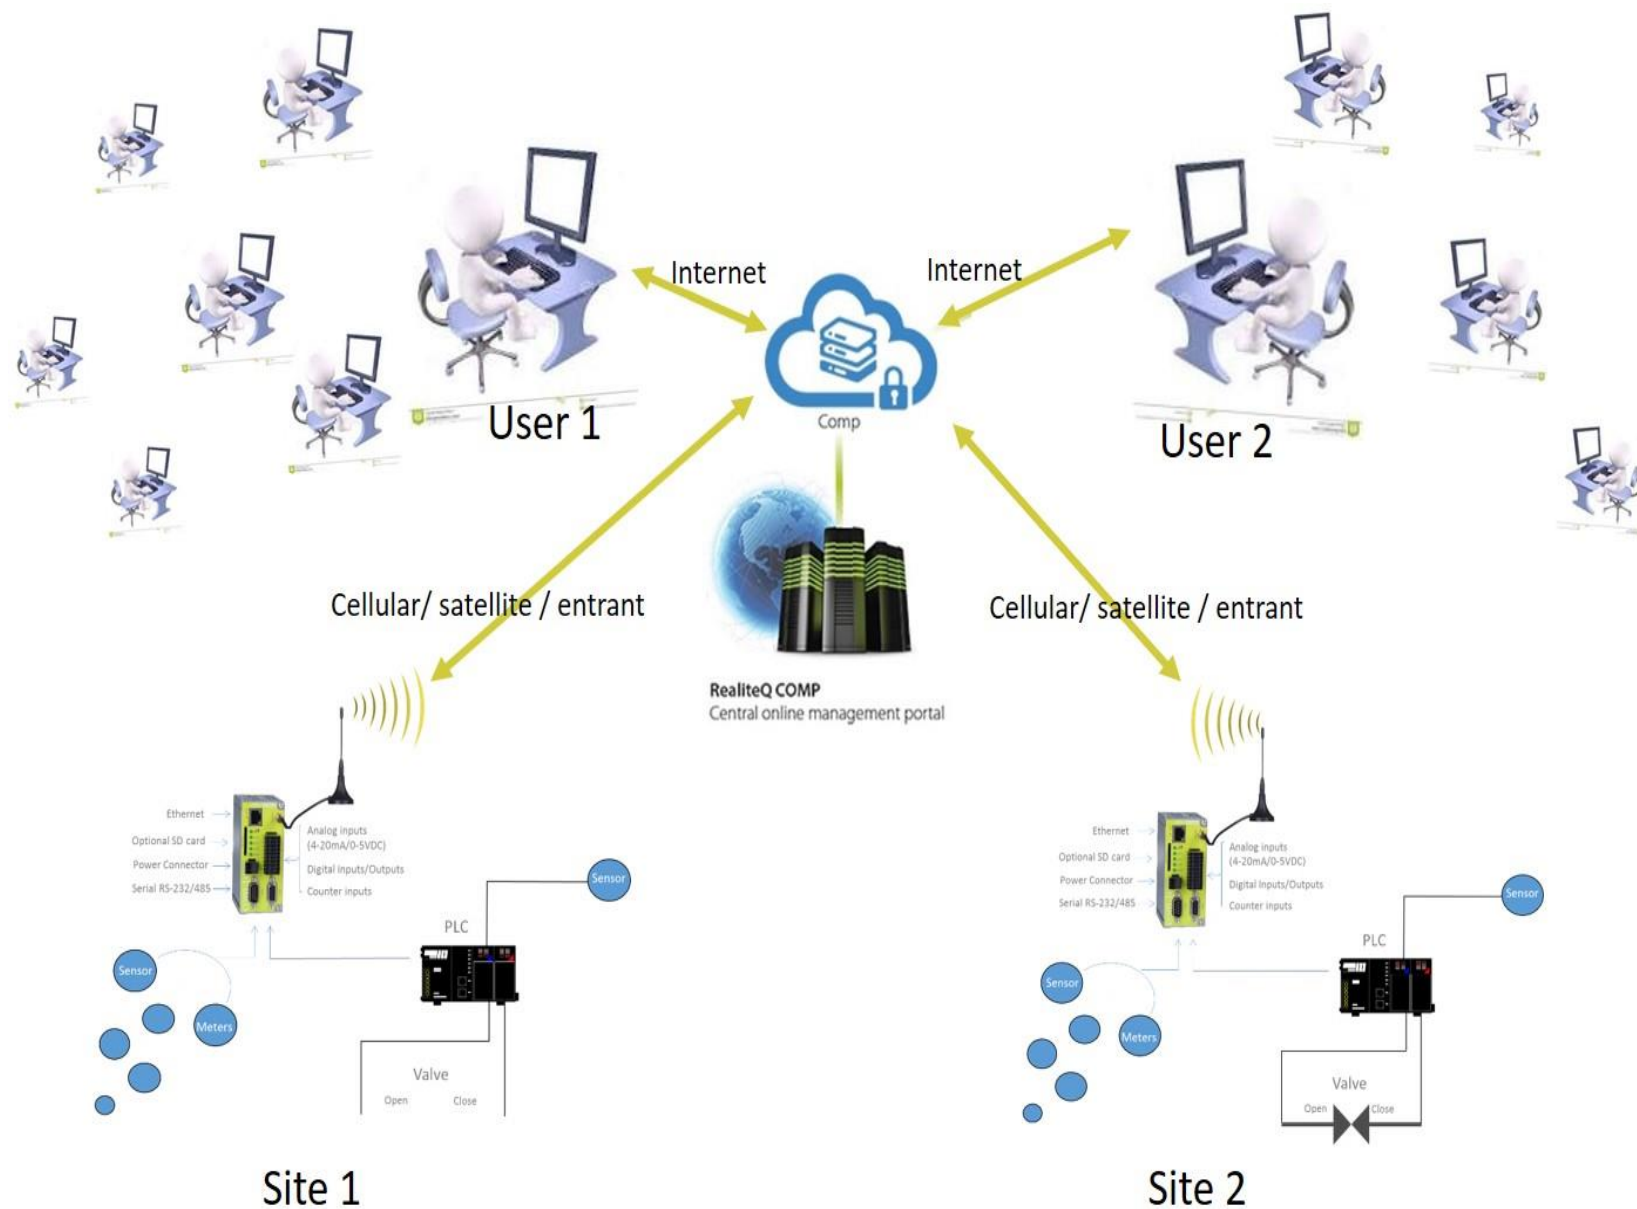 Internet
Internet
Comp
User 1
User 2
Cellular/ satellite / entrant
Cellular/ satellite / entrant
RealiteQ COMP
Central online management portal
Ethernet
Optional SD card
Power Connector
Serial RS-232/485
Analog inputs
(4-20mA/0-5VDC)
Digital Inputs/Outputs
Counter inputs
Sensor
PLC
Sensor
Meters
Valve
Open
Close
Site 1
Ethernet
Optional SD card
Power Connector
Serial RS-232/485
Analog inputs
(4-20mA/0-5VDC)
Digital Inputs/Outputs
Counter inputs
Sensor
PLC
Sensor
Meters
Valve
Open
Close
Site 2